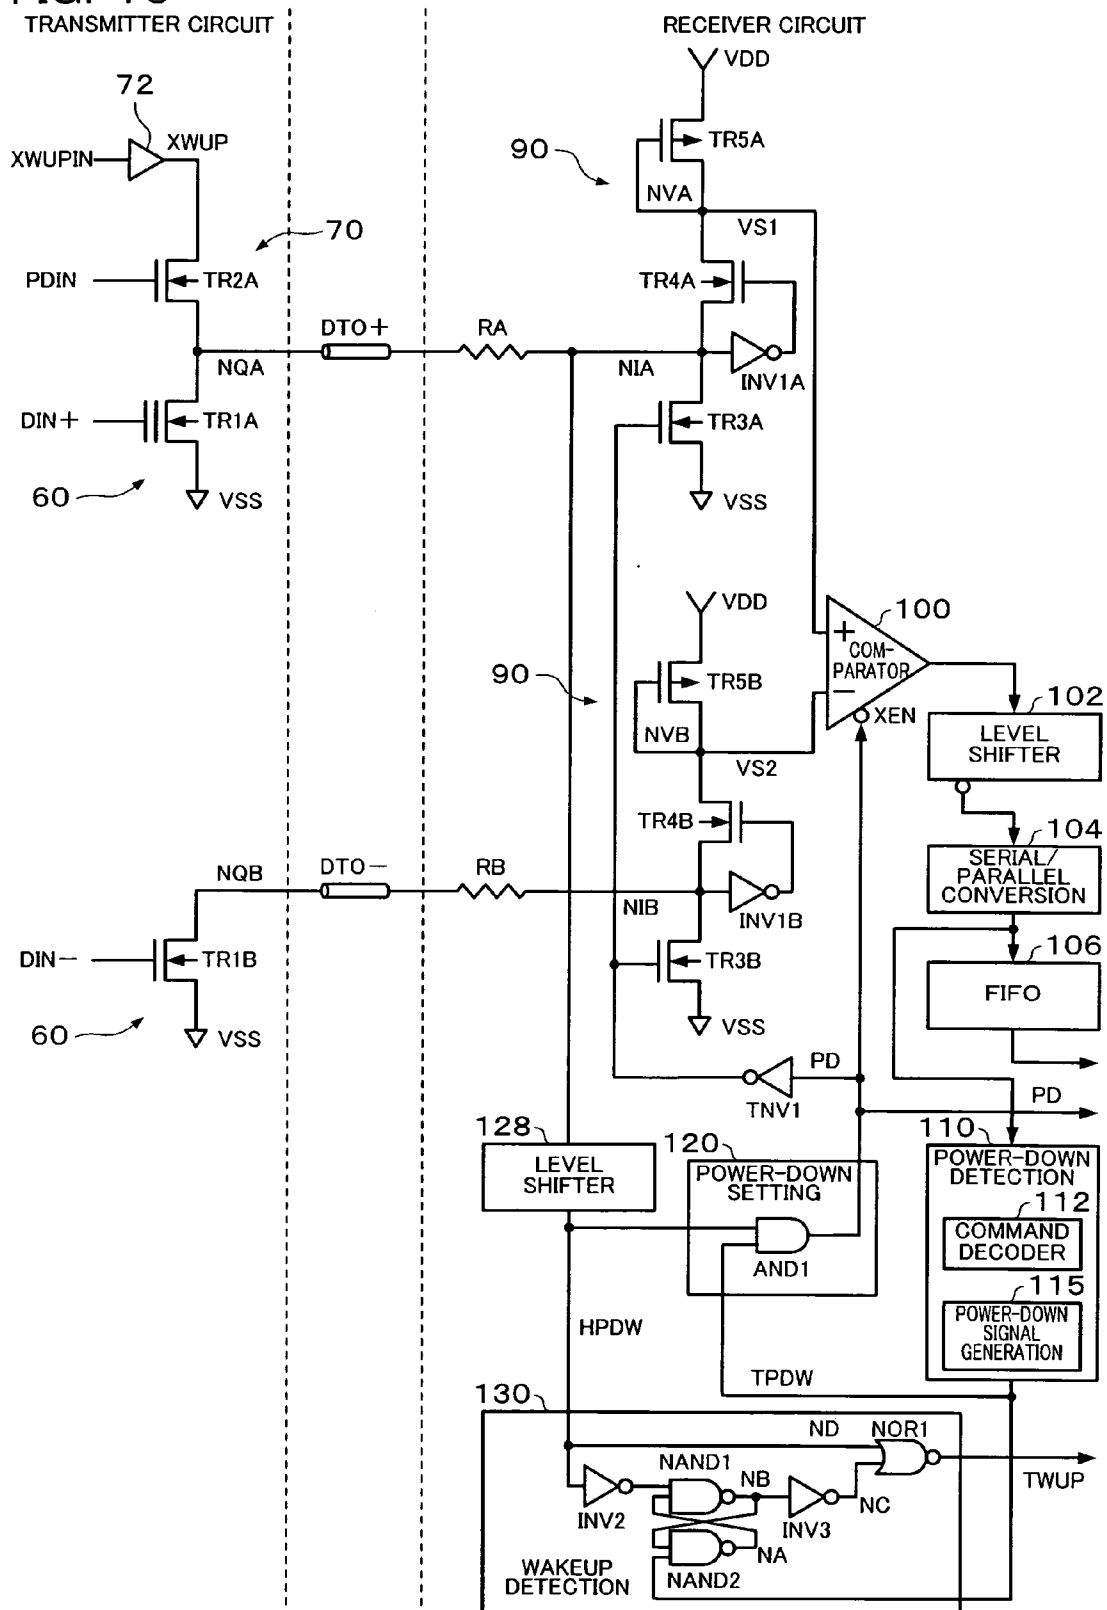 TRANSMITTER CIRCUIT
RECEIVER CIRCUIT
VDD
72
XWUPIN
XWUP
TR5A
90
NVA
VS1
70
PDIN
TR2A
TR4A
DTO+
RA
NQA
NIA
INV1A
DIN+
TR1A
TR3A
60
VSS
VSS
VDD
100
+
COM-
PARATOR
−
90
TR5B
XEN
102
LEVEL
SHIFTER
NVB
VS2
TR4B
104
SERIAL/
PARALLEL
CONVERSION
NQB
DTO−
RB
NIB
INV1B
DIN−
TR1B
TR3B
106
FIFO
60
VSS
VSS
PD
TNV1
PD
128
LEVEL
SHIFTER
120
POWER-DOWN
SETTING
AND1
110
POWER-DOWN
DETECTION
112
COMMAND
DECODER
115
POWER-DOWN
SIGNAL
GENERATION
HPDW
TPDW
130
ND
NOR1
NAND1
NB
TWUP
INV2
INV3
NC
NA
NAND2
WAKEUP
DETECTION